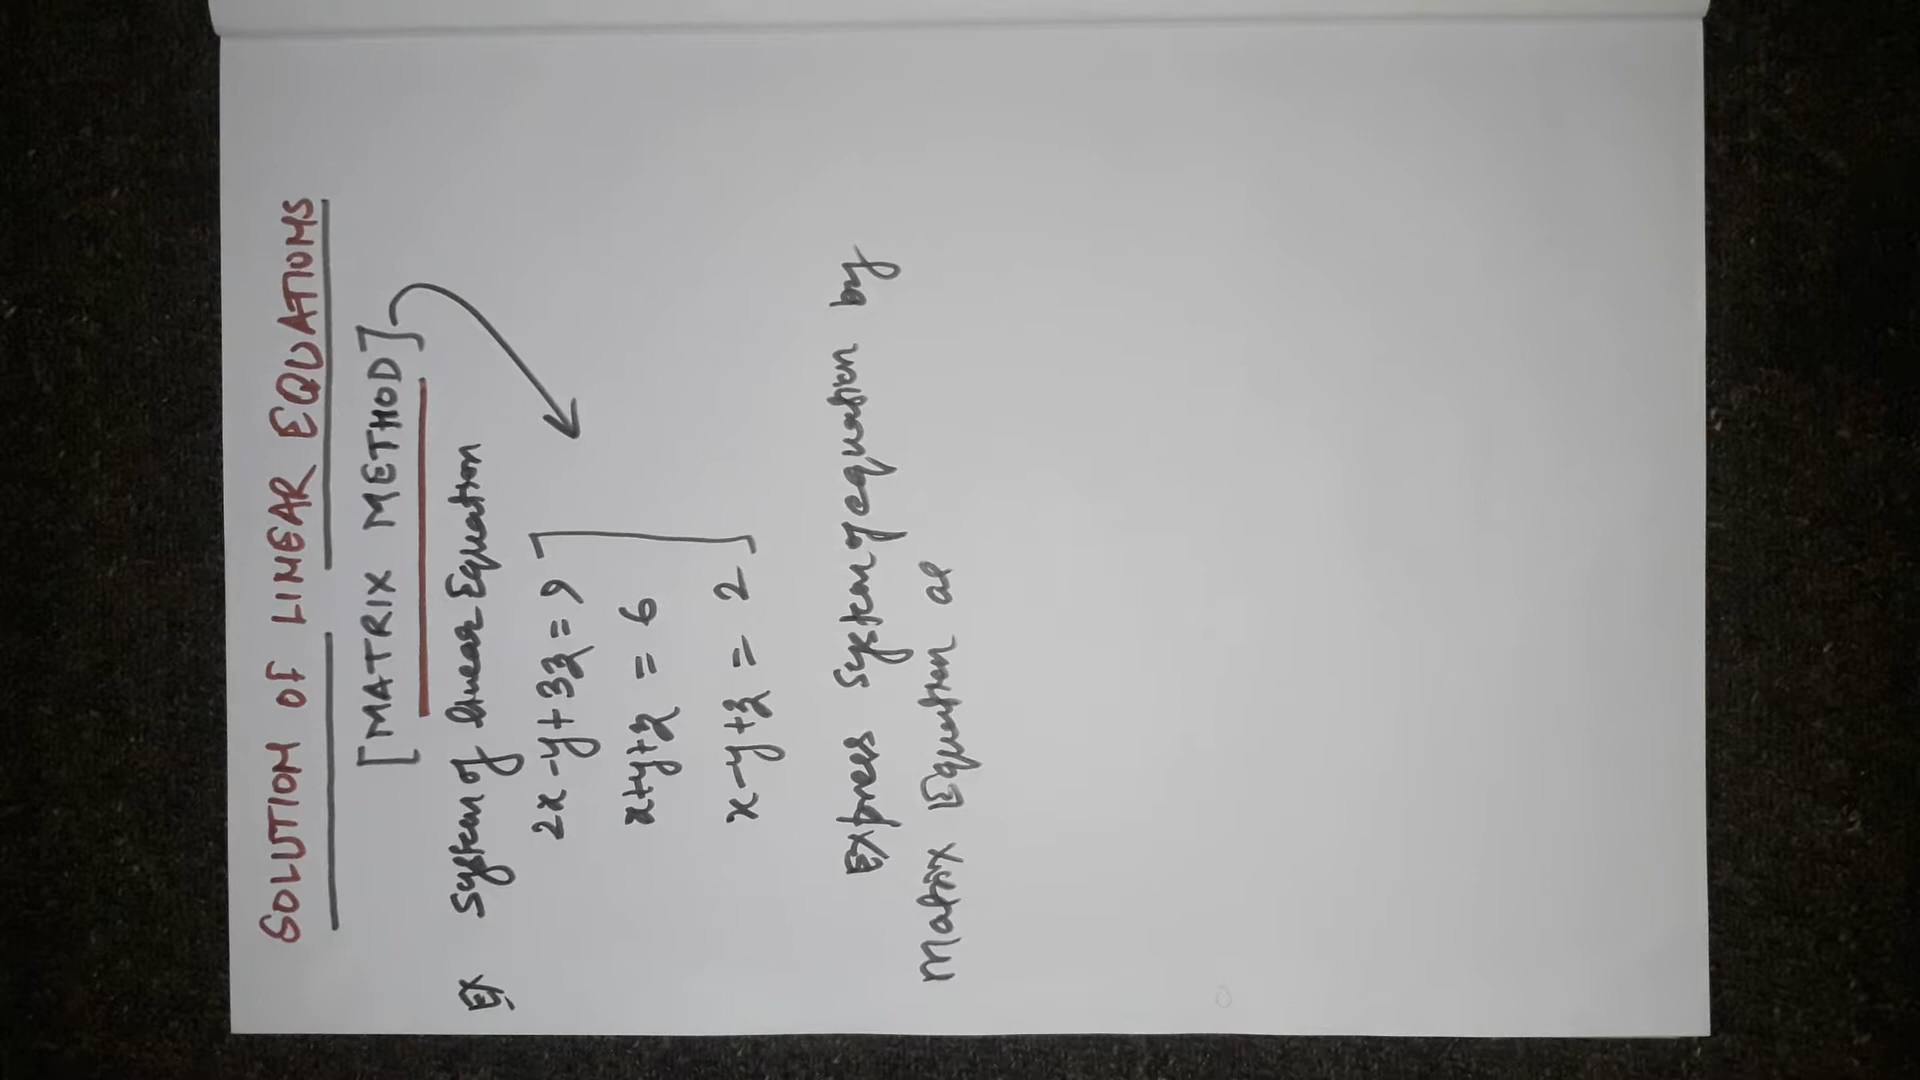 SOLUTION OF LINEAR EQUATIONS
[MATRIX METHOD]
EX System of linear Equation
2x-y+3z=9
x+y+z=6
x-y+z=2
Express System of equation by
Matrix Equation as